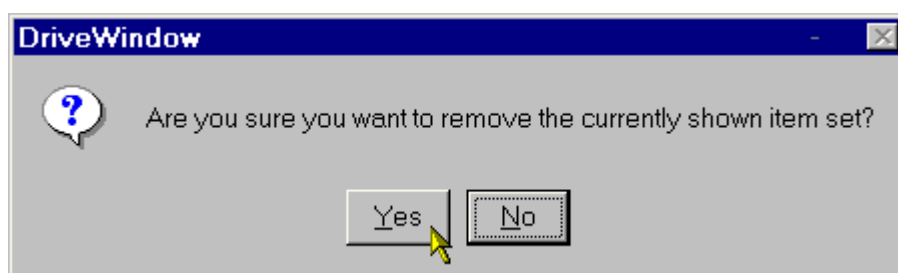 DriveWindow
?
Are you sure you want to remove the currently shown item set?
Yes No